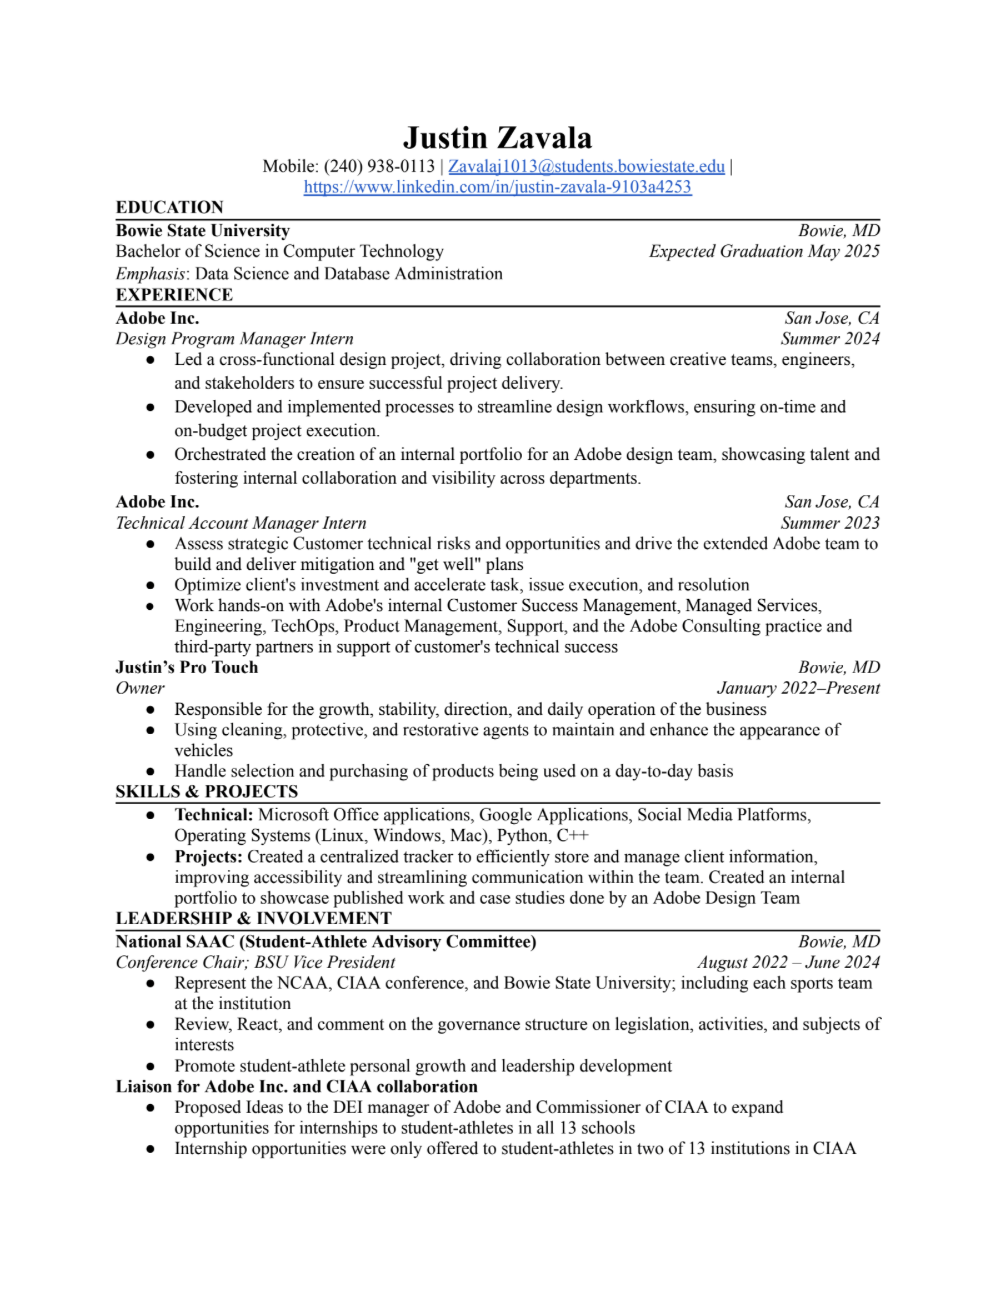 Justin Zavala
Mobile: (240) 938-0113 | Zavalaj1013@students.bowiestate.edu |
https://www.linkedin.com/in/justin-zavala-9103a4253
EDUCATION
Bowie State University Bowie, MD
Bachelor of Science in Computer Technology Expected Graduation May 2025
Emphasis: Data Science and Database Administration
EXPERIENCE
Adobe Inc. San Jose, CA
Design Program Manager Intern Summer 2024
● Led a cross-functional design project, driving collaboration between creative teams, engineers,
and stakeholders to ensure successful project delivery.
● Developed and implemented processes to streamline design workflows, ensuring on-time and
on-budget project execution.
● Orchestrated the creation of an internal portfolio for an Adobe design team, showcasing talent and
fostering internal collaboration and visibility across departments.
Adobe Inc. San Jose, CA
Technical Account Manager Intern Summer 2023
● Assess strategic Customer technical risks and opportunities and drive the extended Adobe team to
build and deliver mitigation and "get well" plans
● Optimize client's investment and accelerate task, issue execution, and resolution
● Work hands-on with Adobe's internal Customer Success Management, Managed Services,
Engineering, TechOps, Product Management, Support, and the Adobe Consulting practice and
third-party partners in support of customer's technical success
Justin’s Pro Touch Bowie, MD
Owner January 2022–Present
● Responsible for the growth, stability, direction, and daily operation of the business
● Using cleaning, protective, and restorative agents to maintain and enhance the appearance of
vehicles
● Handle selection and purchasing of products being used on a day-to-day basis
SKILLS & PROJECTS
● Technical: Microsoft Office applications, Google Applications, Social Media Platforms,
Operating Systems (Linux, Windows, Mac), Python, C++
● Projects: Created a centralized tracker to efficiently store and manage client information,
improving accessibility and streamlining communication within the team. Created an internal
portfolio to showcase published work and case studies done by an Adobe Design Team
LEADERSHIP & INVOLVEMENT
National SAAC (Student-Athlete Advisory Committee) Bowie, MD
Conference Chair; BSU Vice President August 2022 – June 2024
● Represent the NCAA, CIAA conference, and Bowie State University; including each sports team
at the institution
● Review, React, and comment on the governance structure on legislation, activities, and subjects of
interests
● Promote student-athlete personal growth and leadership development
Liaison for Adobe Inc. and CIAA collaboration
● Proposed Ideas to the DEI manager of Adobe and Commissioner of CIAA to expand
opportunities for internships to student-athletes in all 13 schools
● Internship opportunities were only offered to student-athletes in two of 13 institutions in CIAA